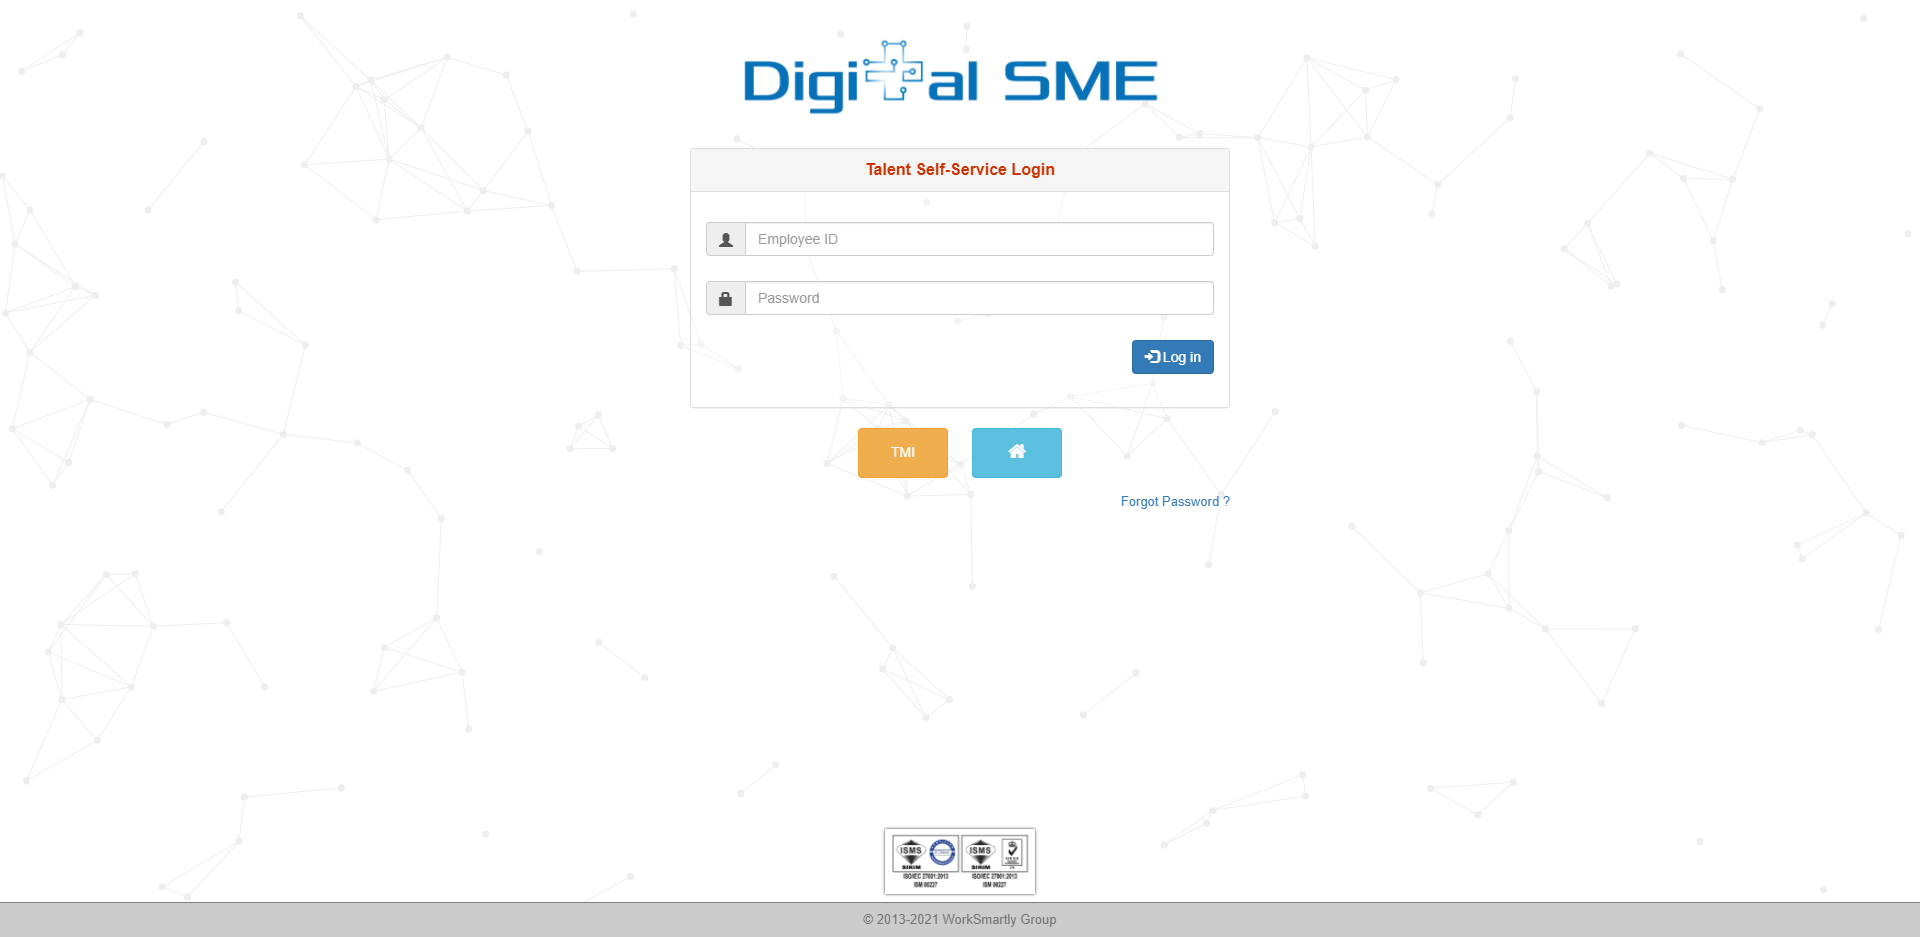 Digital SME
Talent Self-Service Login
Employee ID
Password
Log in
TMI
Forgot Password ?
ISMS ISMS
SIRIM SIRIM
ISO/IEC 27001:2013 ISO/IEC 27001:2013
ISM 00227 ISM 00227
© 2013-2021 WorkSmartly Group